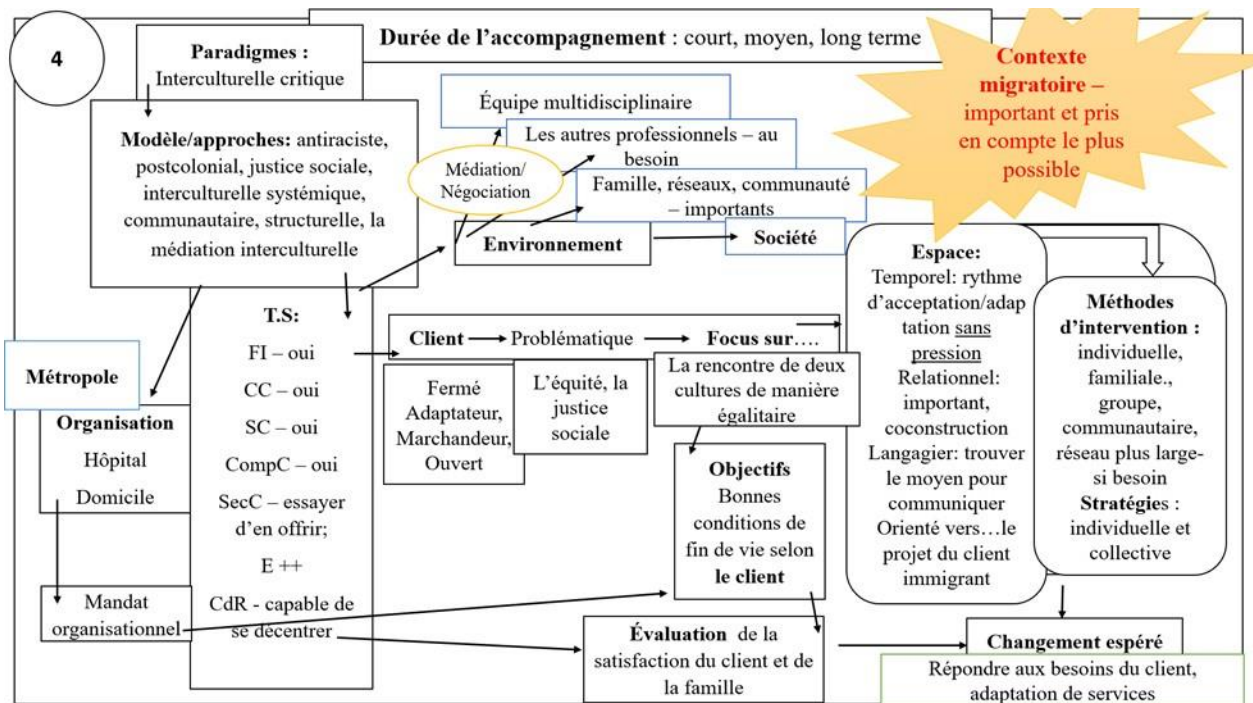 4
Paradigmes :
Interculturelle critique
Durée de l'accompagnement : court, moyen, long terme
Contexte
migratoire –
important et pris
en compte le plus
possible
Modèle/approches: antiraciste,
postcolonial, justice sociale,
interculturelle systémique,
communautaire, structurelle, la
médiation interculturelle
Équipe multidisciplinaire
Les autres professionnels – au
besoin
Médiation/
Négociation
Famille, réseaux, communauté
– importants
Environnement
Société
Métropole
Organisation
Hôpital
Domicile
Mandat
organisationnel
T.S:
FI – oui
CC – oui
SC – oui
CompC – oui
SecC – essayer
d'en offrir;
E ++
CdR - capable de
se décentrer
Client
Problématique
Focus sur….
Fermé
Adaptateur,
Marchandeur,
Ouvert
L'équité, la
justice
sociale
La rencontre de deux
cultures de manière
égalitaire
Objectifs
Bonnes
conditions de
fin de vie selon
le client
Évaluation de la
satisfaction du client et de
la famille
Espace:
Temporel: rythme
d'acceptation/adap
tation sans
pression
Relationnel:
important,
coconstruction
Langagier: trouver
le moyen pour
communiquer
Orienté vers…le
projet du client
immigrant
Méthodes
d'intervention :
individuelle,
familiale., 
groupe,
communautaire,
réseau plus large-
si besoin
Stratégies :
individuelle et
collective
Changement espéré
Répondre aux besoins du client,
adaptation de services